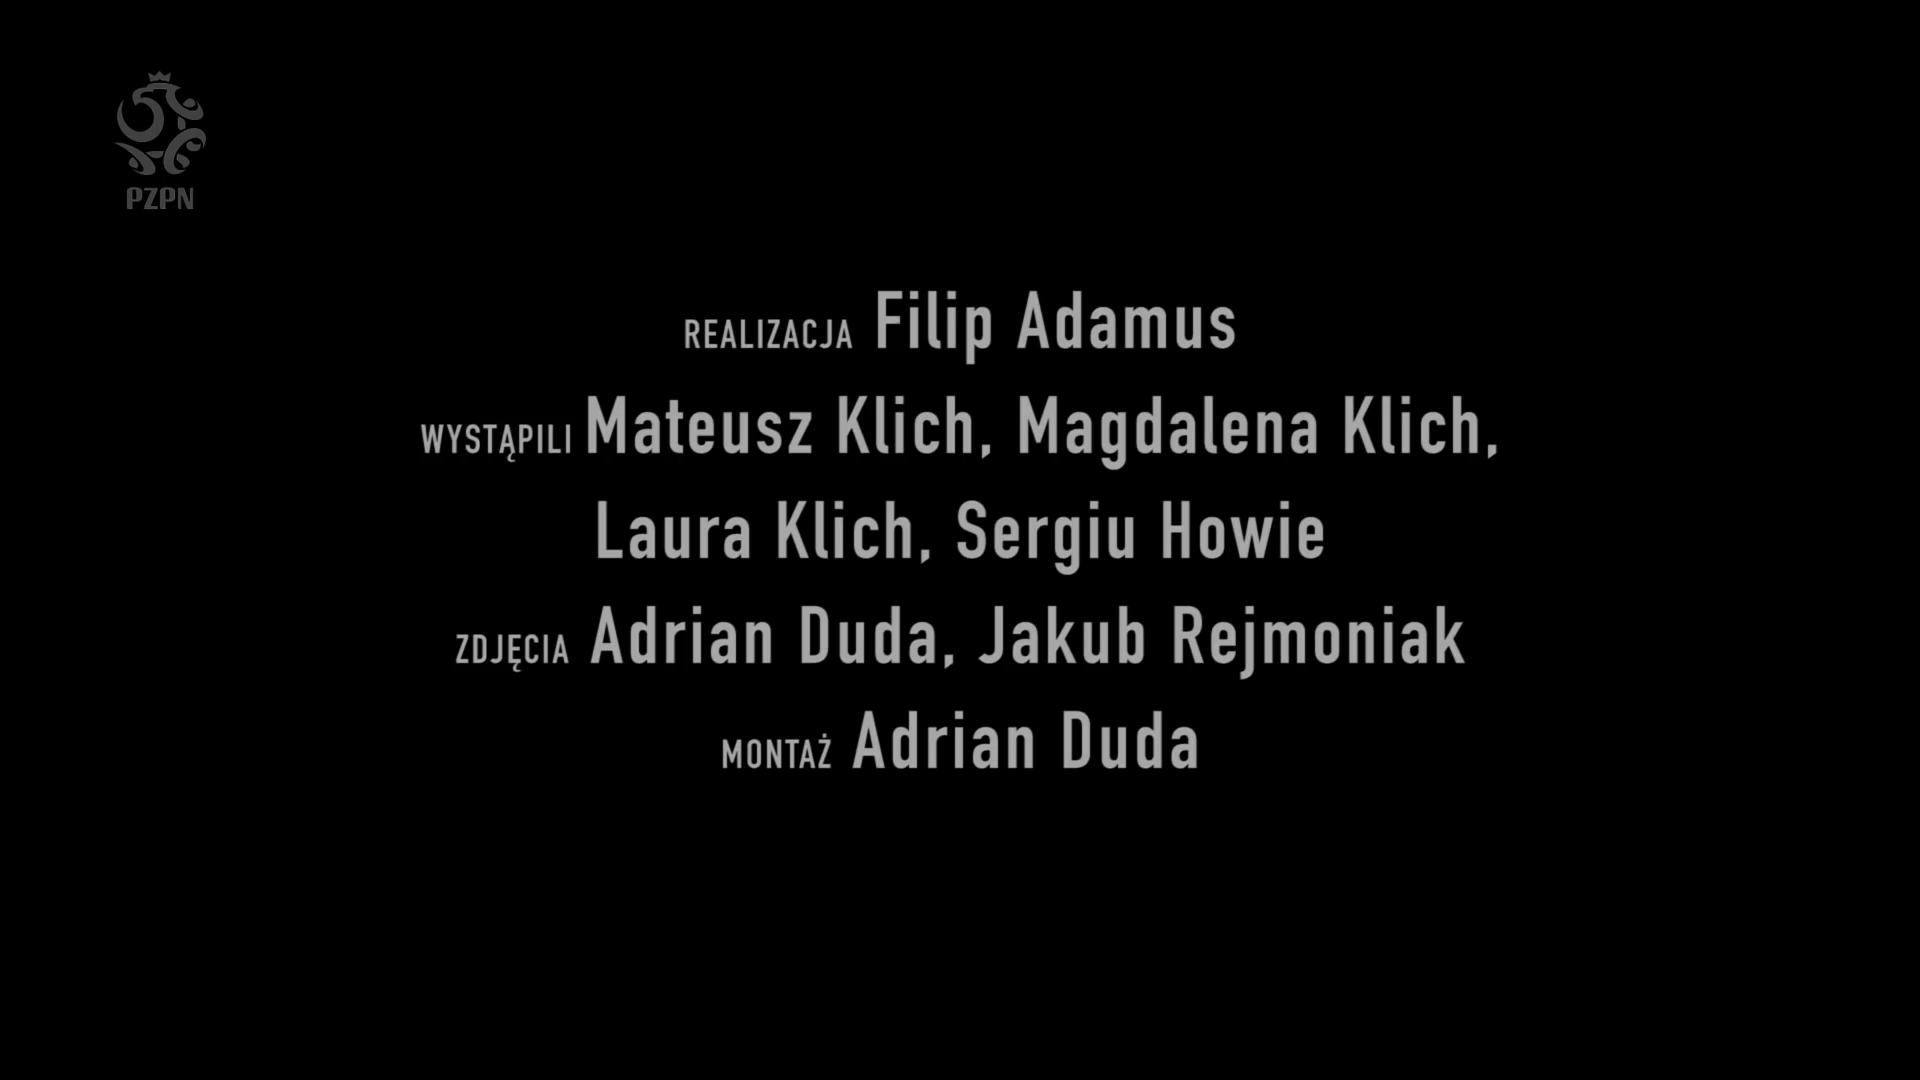 PZPN
REALIZACJA Filip Adamus
WYSTĄPILI Mateusz Klich, Magdalena Klich,
Laura Klich, Sergiu Howie
ZDJĘCIA Adrian Duda, Jakub Rejmoniak
MONTAŻ Adrian Duda